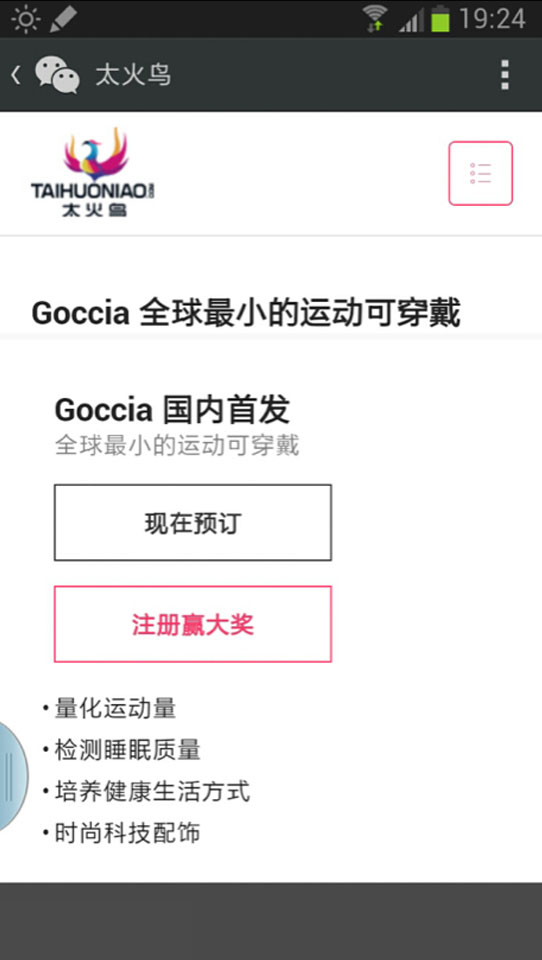 19:24
太火鸟
TAIHUONIAO
太火鸟
Goccia 全球最小的运动可穿戴
Goccia 国内首发
全球最小的运动可穿戴
现在预订
注册赢大奖
• 量化运动量
• 检测睡眠质量
• 培养健康生活方式
• 时尚科技配饰